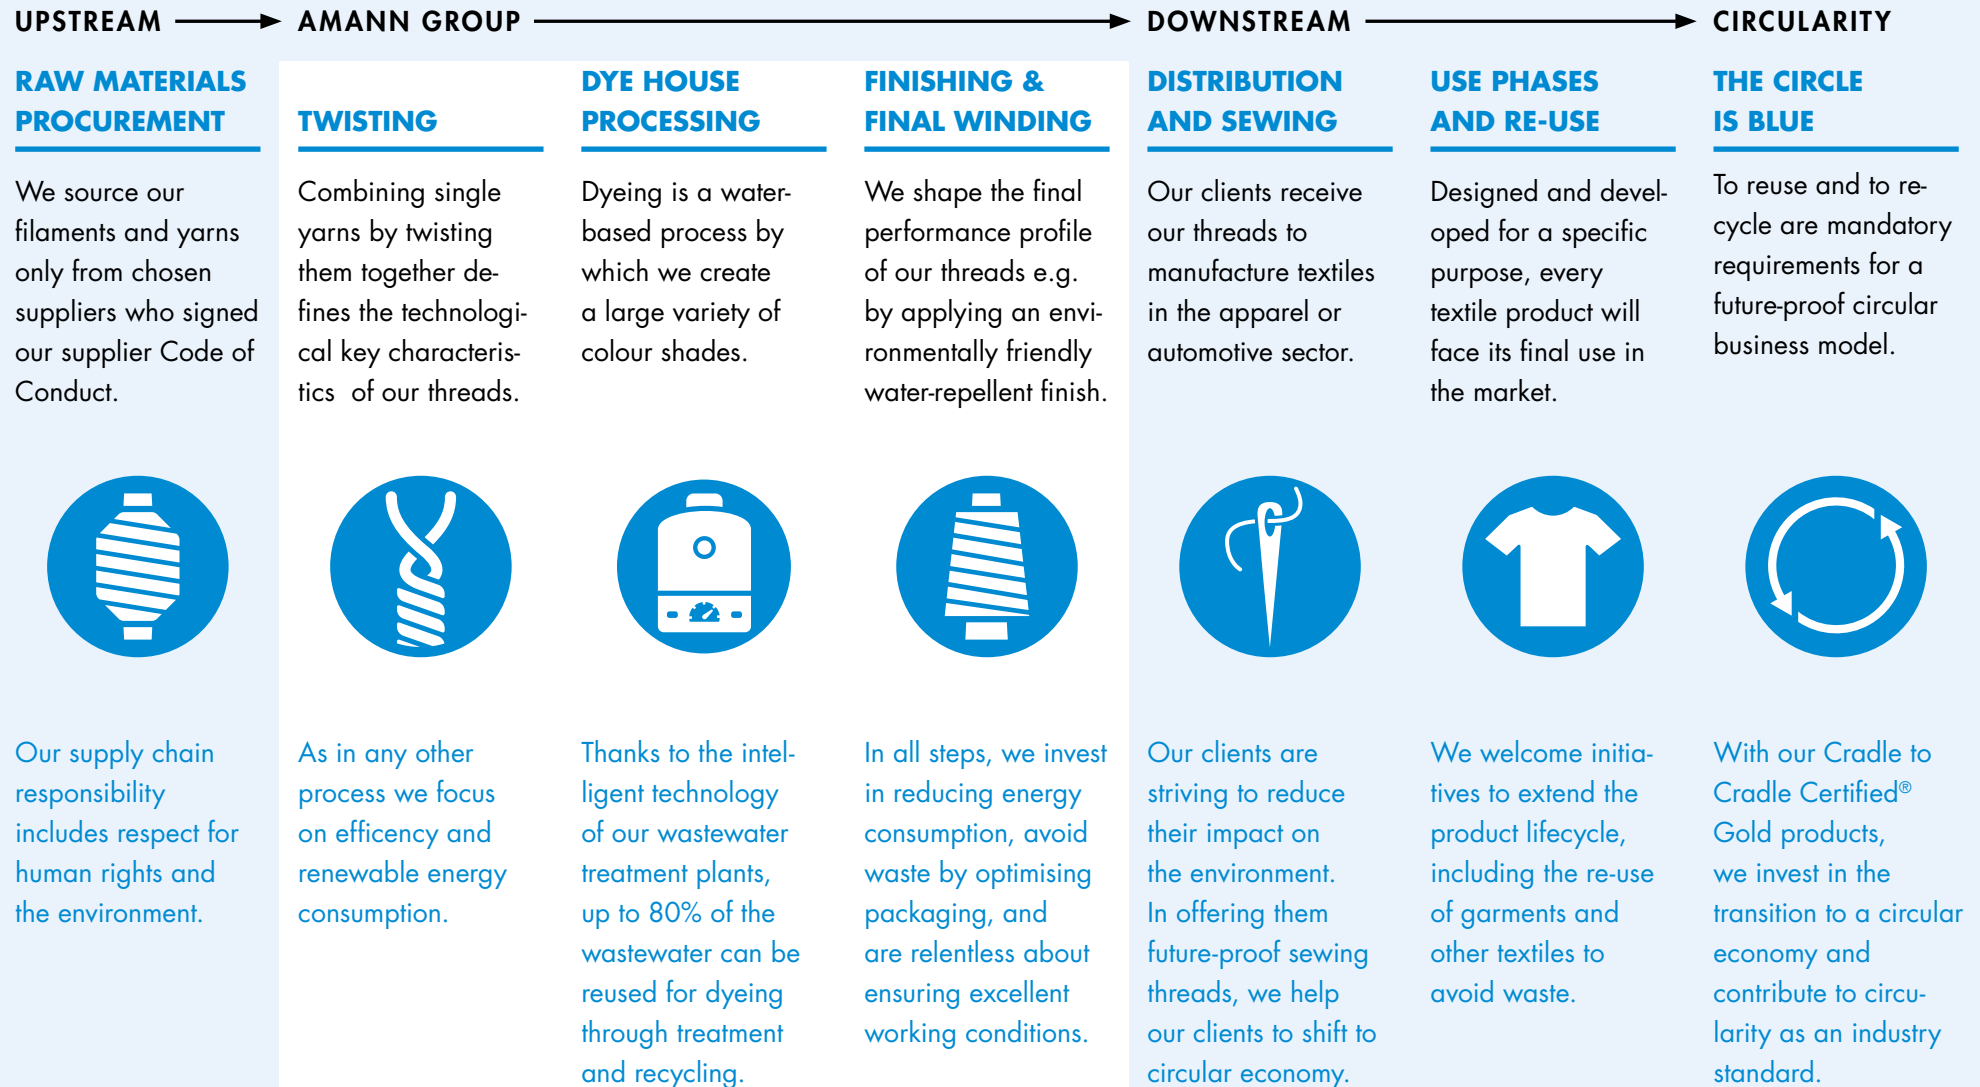 UPSTREAM
AMANN GROUP
DOWNSTREAM
CIRCULARITY
RAW MATERIALS
PROCUREMENT
We source our
filaments and yarns
only from chosen
suppliers who signed
our supplier Code of
Conduct.
Our supply chain
responsibility
includes respect for
human rights and
the environment.
TWISTING
Combining single
yarns by twisting
them together de-
fines the technologi-
cal key characteris-
tics of our threads.
As in any other
process we focus
on efficency and
renewable energy
consumption.
DYE HOUSE
PROCESSING
Dyeing is a water-
based process by
which we create
a large variety of
colour shades.
Thanks to the intel-
ligent technology
of our wastewater
treatment plants,
up to 80% of the
wastewater can be
reused for dyeing
through treatment
and recycling.
FINISHING &
FINAL WINDING
We shape the final
performance profile
of our threads e.g.
by applying an envi-
ronmentally friendly
water-repellent finish.
In all steps, we invest
in reducing energy
consumption, avoid
waste by optimising
packaging, and
are relentless about
ensuring excellent
working conditions.
DISTRIBUTION
AND SEWING
Our clients receive
our threads to
manufacture textiles
in the apparel or
automotive sector.
Our clients are
striving to reduce
their impact on
the environment.
In offering them
future-proof sewing
threads, we help
our clients to shift to
circular economy.
USE PHASES
AND RE-USE
Designed and devel-
oped for a specific
purpose, every
textile product will
face its final use in
the market.
We welcome initia-
tives to extend the
product lifecycle,
including the re-use
of garments and
other textiles to
avoid waste.
THE CIRCLE
IS BLUE
To reuse and to re-
cycle are mandatory
requirements for a
future-proof circular
business model.
With our Cradle to
Cradle Certified®
Gold products,
we invest in the
transition to a circular
economy and
contribute to circu-
larity as an industry
standard.